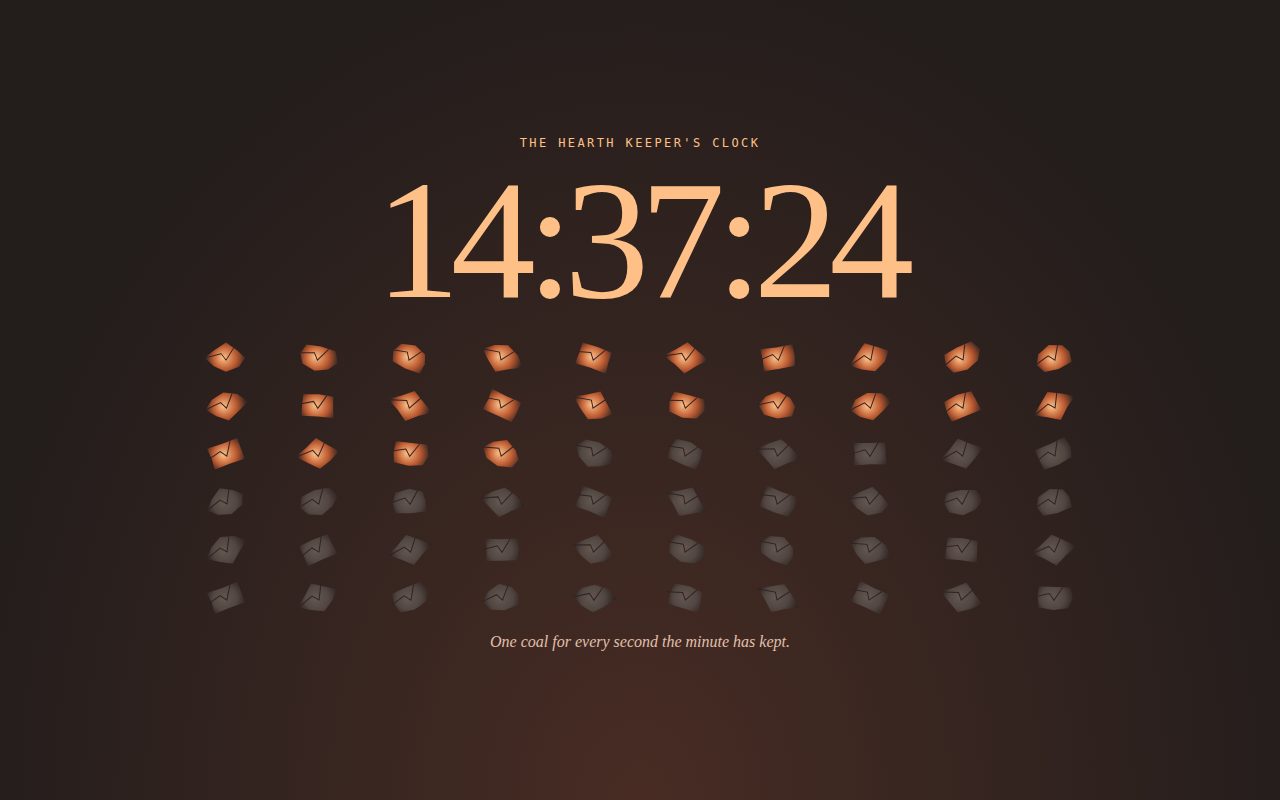 THE HEARTH KEEPER'S CLOCK
14:37:24
One coal for every second the minute has kept.